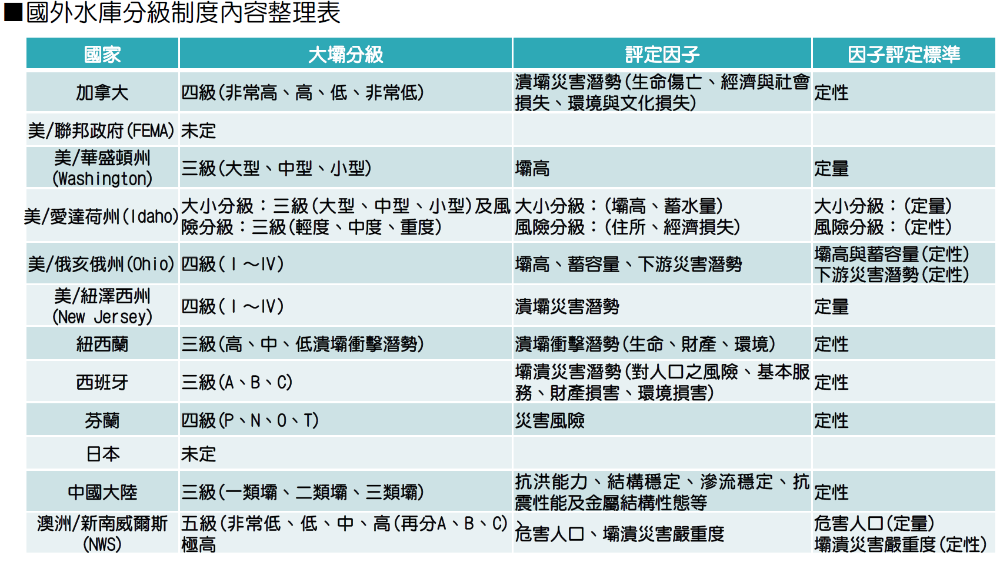 ■國外水庫分級制度內容整理表
國家
大壩分級
評定因子
因子評定標準
加拿大
四級(非常高、高、低、非常低)
潰壩災害潛勢(生命傷亡、經濟與社會
損失、環境與文化損失)
定性
美/聯邦政府(FEMA)
未定
美/華盛頓州
(Washington)
三級(大型、中型、小型)
壩高
定量
美/愛達荷州(Idaho)
大小分級：三級(大型、中型、小型)及風
險分級：三級(輕度、中度、重度)
大小分級：(壩高、蓄水量)
風險分級：(住所、經濟損失)
大小分級：(定量)
風險分級：(定性)
美/俄亥俄州(Ohio)
四級(Ⅰ～IV)
壩高、蓄容量、下游災害潛勢
壩高與蓄容量(定性)
下游災害潛勢(定性)
美/紐澤西州
(New Jersey)
四級(Ⅰ～IV)
潰壩災害潛勢
定量
紐西蘭
三級(高、中、低潰壩衝擊潛勢)
潰壩衝擊潛勢(生命、財產、環境)
定性
西班牙
三級(A、B、C)
壩潰災害潛勢(對人口之風險、基本服
務、財產損害、環境損害)
定性
芬蘭
四級(P、N、O、T)
災害風險
定性
日本
未定
中國大陸
三級(一類壩、二類壩、三類壩)
抗洪能力、結構穩定、滲流穩定、抗
震性能及金屬結構性態等
定性
澳洲/新南威爾斯
(NWS)
五級(非常低、低、中、高(再分A、B、C)、
極高
危害人口、壩潰災害嚴重度
危害人口(定量)
壩潰災害嚴重度(定性)